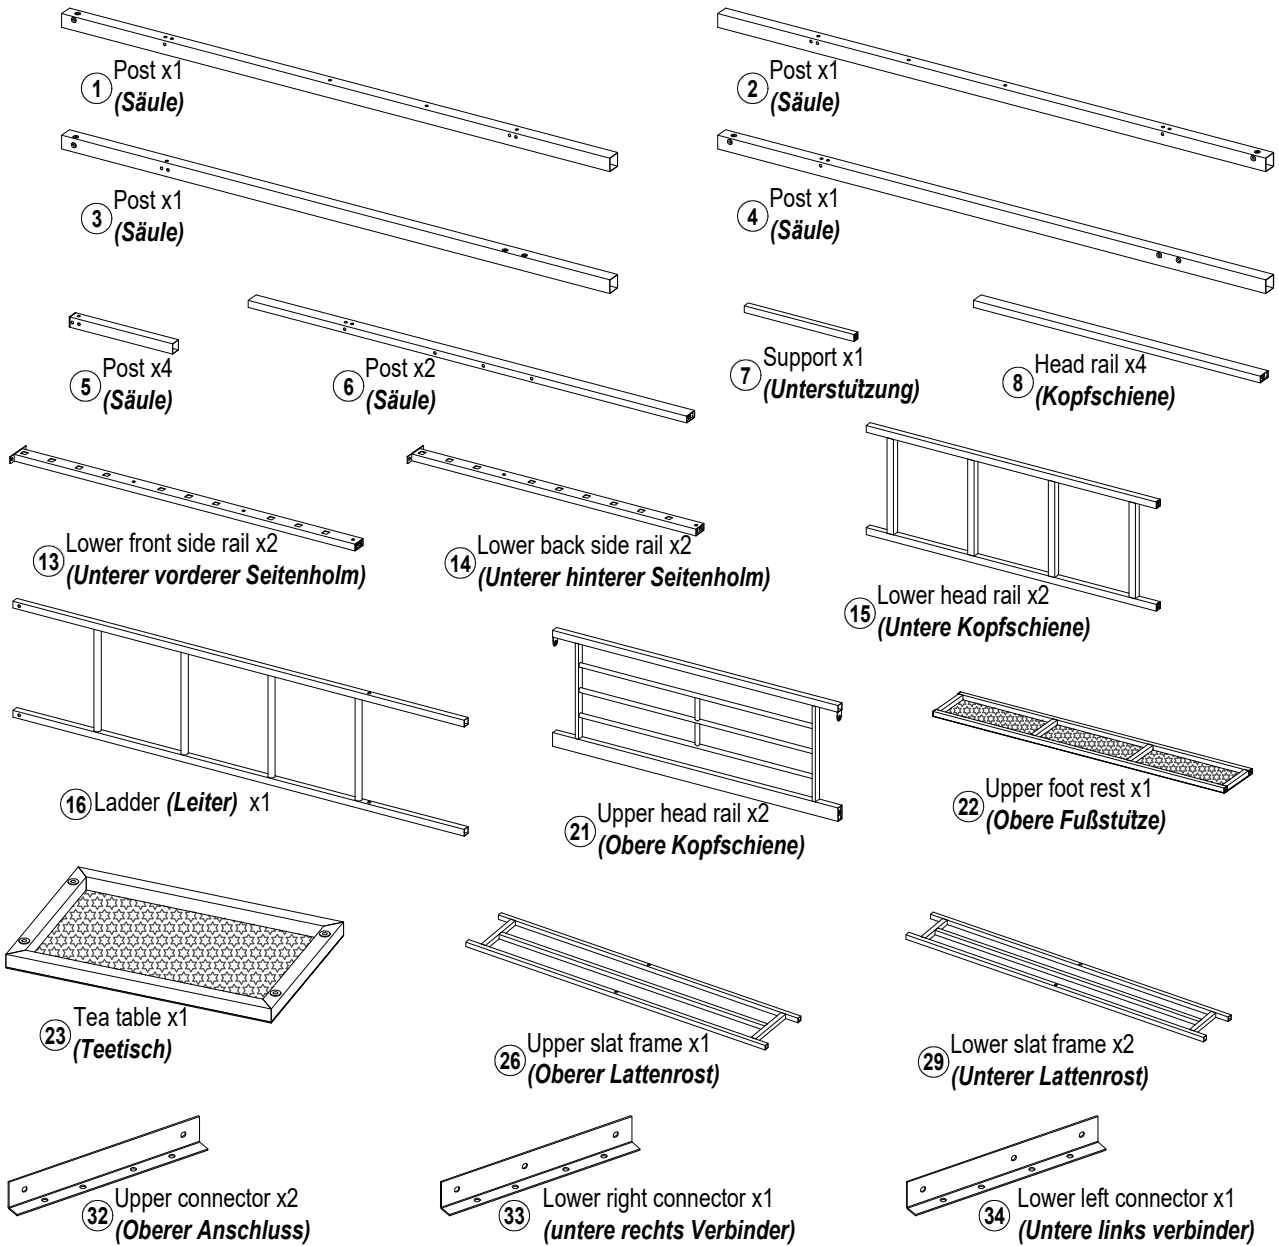 1 Post x1
(Säule)
2 Post x1
(Säule)
3 Post x1
(Säule)
4 Post x1
(Säule)
5 Post x4
(Säule)
6 Post x2
(Säule)
7 Support x1
(Unterstützung)
8 Head rail x4
(Kopfschiene)
13 Lower front side rail x2
(Unterer vorderer Seitenholm)
14 Lower back side rail x2
(Unterer hinterer Seitenholm)
15 Lower head rail x2
(Untere Kopfschiene)
16 Ladder (Leiter) x1
21 Upper head rail x2
(Obere Kopfschiene)
22 Upper foot rest x1
(Obere Fußstütze)
23 Tea table x1
(Teetisch)
26 Upper slat frame x1
(Oberer Lattenrost)
29 Lower slat frame x2
(Unterer Lattenrost)
32 Upper connector x2
(Oberer Anschluss)
33 Lower right connector x1
(untere rechts Verbinder)
34 Lower left connector x1
(Untere links verbinder)